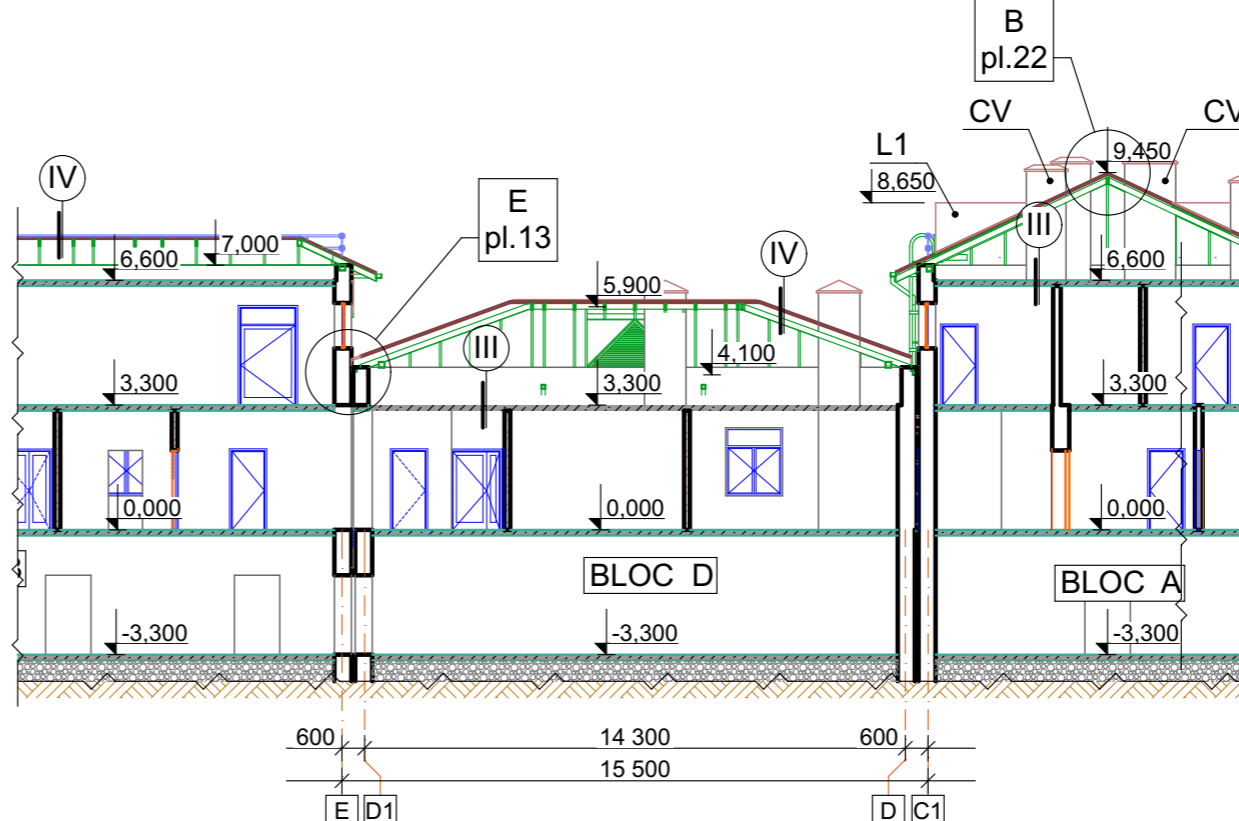 B
pl.22
CV
CV
L1
9,450
8,650
IV
E
pl.13
III
7,000
6,600
IV
6,600
5,900
III
4,100
3,300
3,300
3,300
0,000
0,000
0,000
BLOC D
BLOC A
-3,300
-3,300
-3,300
600
14 300
600
15 500
E
D1
D
C1